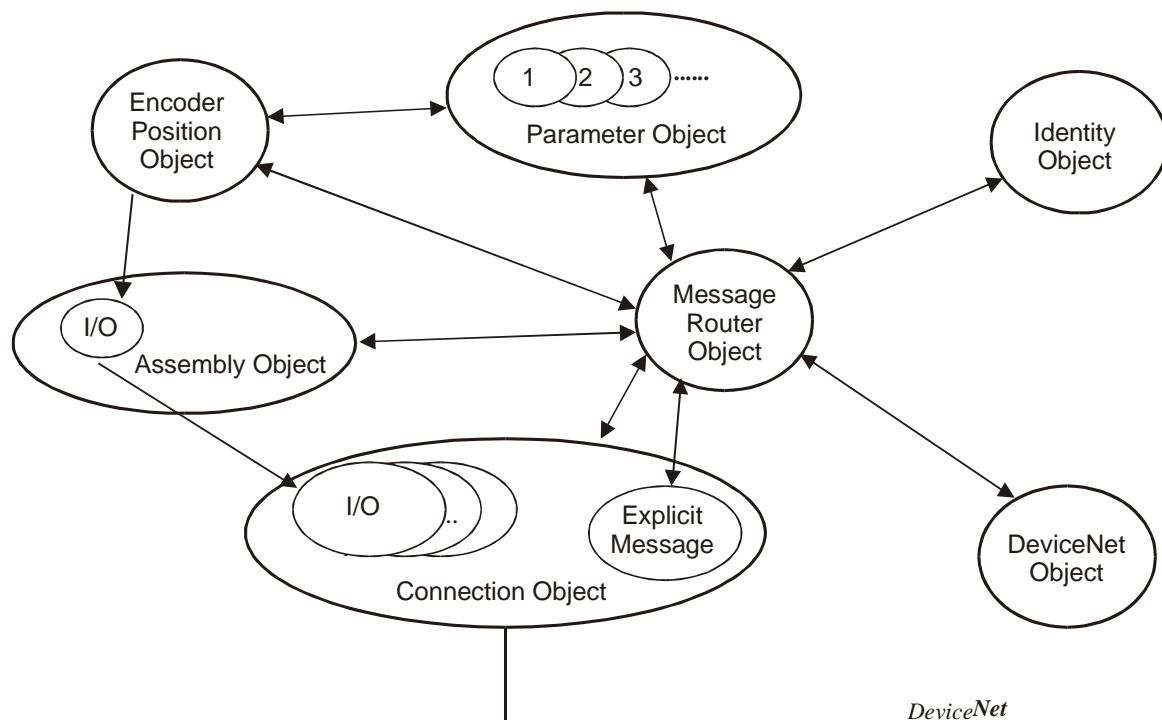 1 2 3 ......
Parameter Object
Encoder
Position
Object
Identity
Object
Message
Router
Object
I/O
Assembly Object
I/O
..
Explicit
Message
Connection Object
DeviceNet
Object
DeviceNet